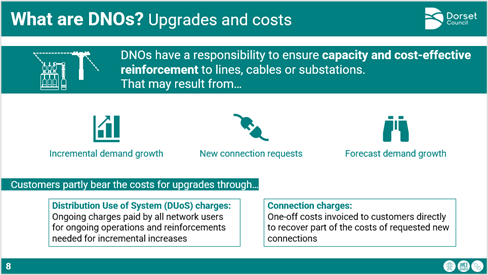 What are DNOs? Upgrades and costs
Dorset
Council
DNOs have a responsibility to ensure capacity and cost-effective
reinforcement to lines, cables or substations.
That may result from...
Incremental demand growth
New connection requests
Forecast demand growth
Customers partly bear the costs for upgrades through...
Distribution Use of System (DUoS) charges:
Ongoing charges paid by all network users
for ongoing operations and reinforcements
needed for incremental increases
Connection charges:
One-off costs invoiced to customers directly
to recover part of the costs of requested new
connections
8